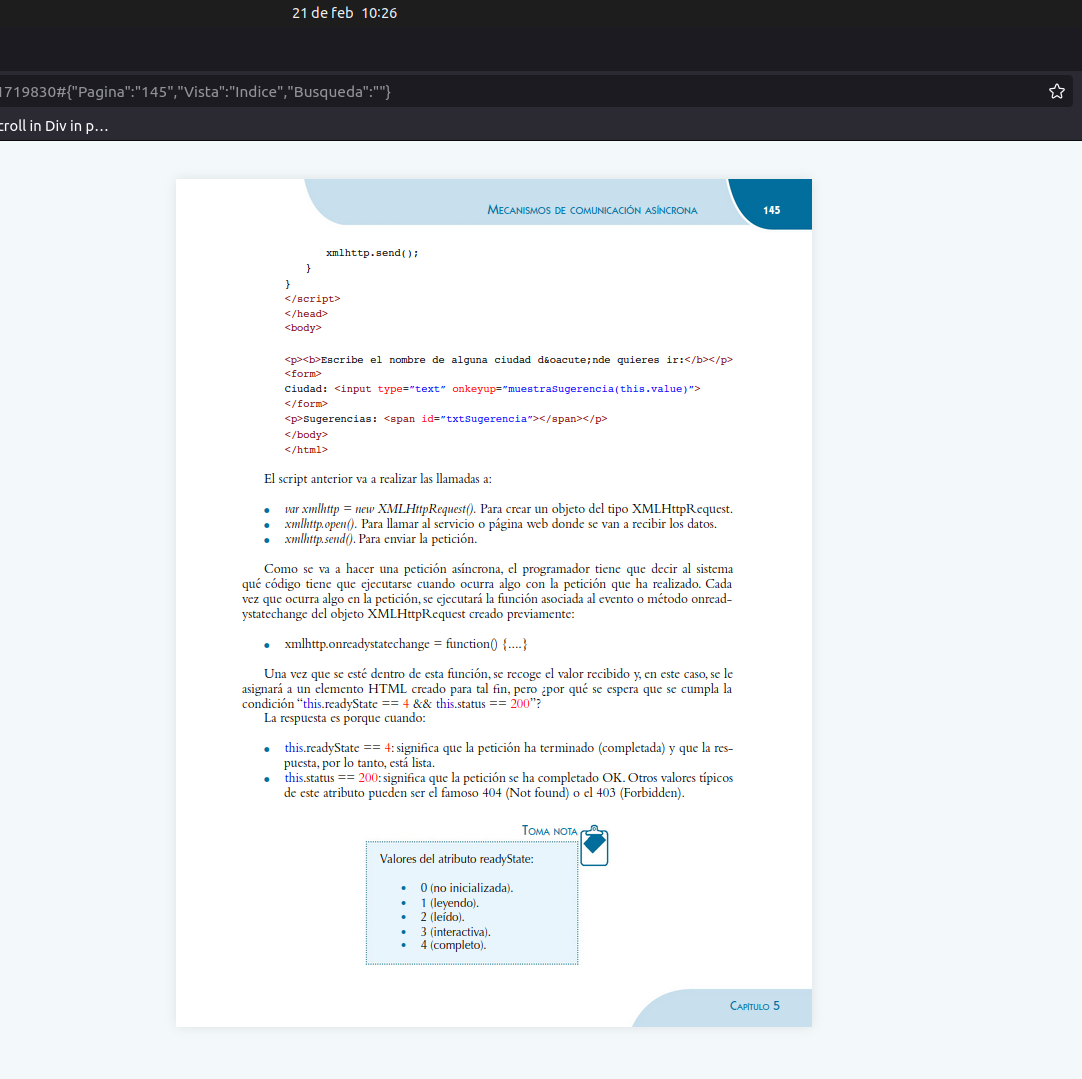 21 de feb 10:26
1719830#{"Pagina":"145","Vista":"Indice","Busqueda":""}
croll in Div in p…
Mecanismos de comunicación asíncrona
145
xmlhttp.send();
}
}
</script>
</head>
<body>
<p><b>Escribe el nombre de alguna ciudad d&oacute;nde quieres ir:</b></p>
<form>
Ciudad: <input type=”text” onkeyup=”muestraSugerencia(this.value)”>
</form>
<p>Sugerencias: <span id=”txtSugerencia”></span></p>
</body>
</html>
El script anterior va a realizar las llamadas a:
• var xmlhttp = new XMLHttpRequest(). Para crear un objeto del tipo XMLHttpRequest.
• xmlhttp.open(). Para llamar al servicio o página web donde se van a recibir los datos.
• xmlhttp.send(). Para enviar la petición.
Como se va a hacer una petición asíncrona, el programador tiene que decir al sistema
qué código tiene que ejecutarse cuando ocurra algo con la petición que ha realizado. Cada
vez que ocurra algo en la petición, se ejecutará la función asociada al evento o método onread-
ystatechange del objeto XMLHttpRequest creado previamente:
• xmlhttp.onreadystatechange = function() {....}
Una vez que se esté dentro de esta función, se recoge el valor recibido y, en este caso, se le
asignará a un elemento HTML creado para tal fin, pero ¿por qué se espera que se cumpla la
condición “this.readyState == 4 && this.status == 200”?
La respuesta es porque cuando:
• this.readyState == 4: significa que la petición ha terminado (completada) y que la res-
puesta, por lo tanto, está lista.
• this.status == 200: significa que la petición se ha completado OK. Otros valores típicos
de este atributo pueden ser el famoso 404 (Not found) o el 403 (Forbidden).
Toma nota
Valores del atributo readyState:
• 0 (no inicializada).
• 1 (leyendo).
• 2 (leído).
• 3 (interactiva).
• 4 (completo).
Capítulo 5